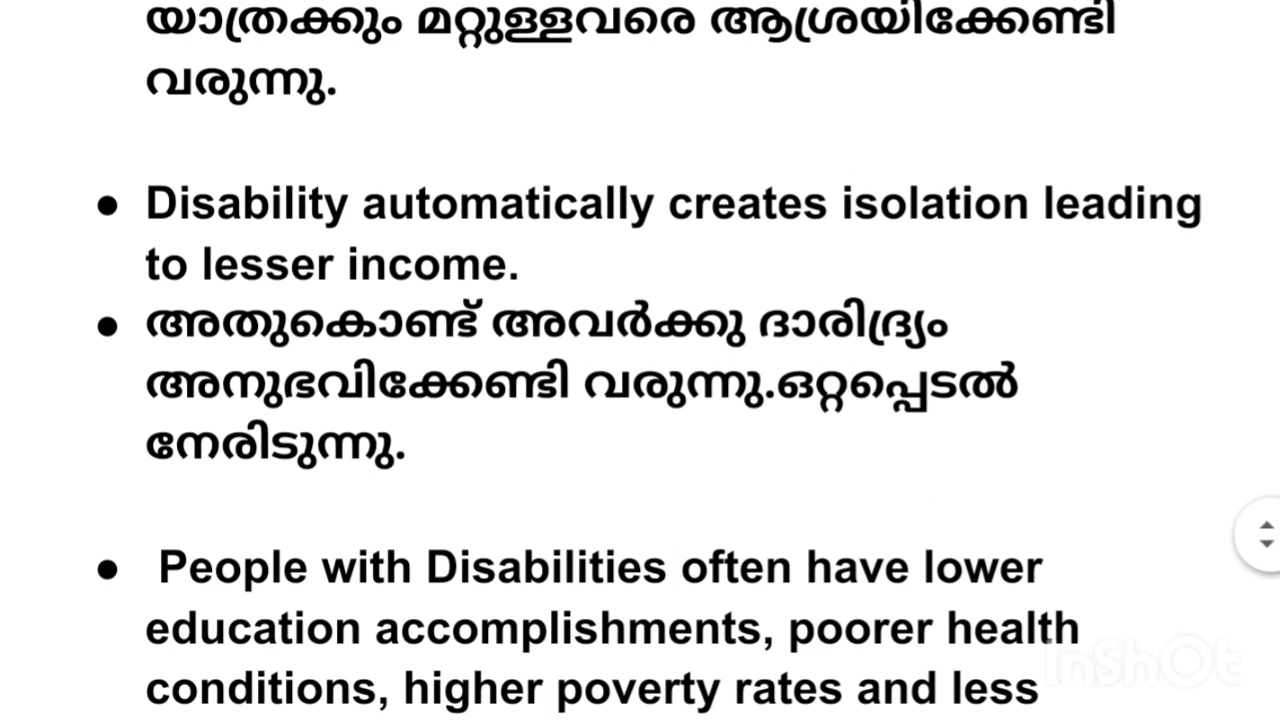 യാത്രക്കും മറ്റുള്ളവരെ ആശ്രയിക്കേണ്ടി
വരുന്നു.
● Disability automatically creates isolation leading
to lesser income.
● അതുകൊണ്ട് അവർക്കു ദാരിദ്ര്യം
അനുഭവിക്കേണ്ടി വരുന്നു.ഒറ്റപ്പെടൽ
നേരിടുന്നു.
● People with Disabilities often have lower
education accomplishments, poorer health
conditions, higher poverty rates and less
InShOt